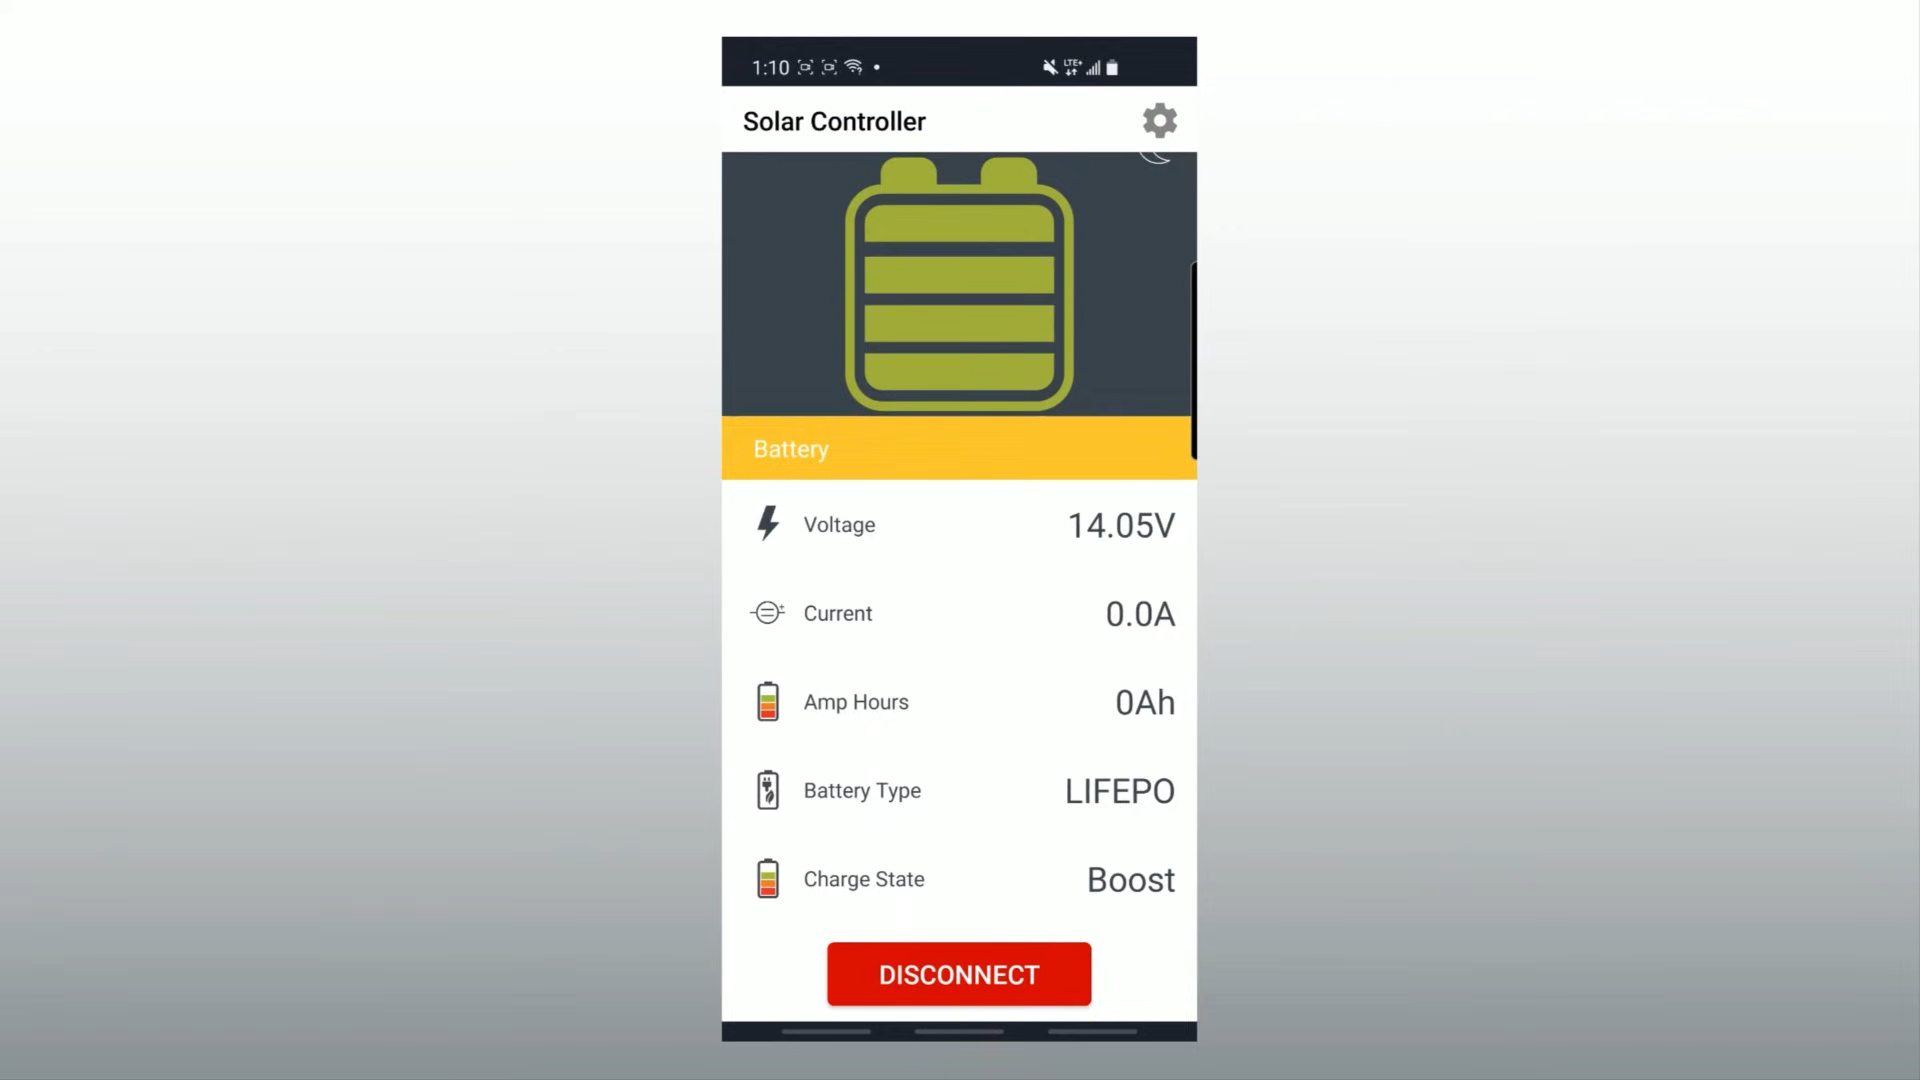 1:10
LTE+
Solar Controller
Battery
Voltage 14.05V
Current 0.0A
Amp Hours 0Ah
Battery Type LIFEPO
Charge State Boost
DISCONNECT